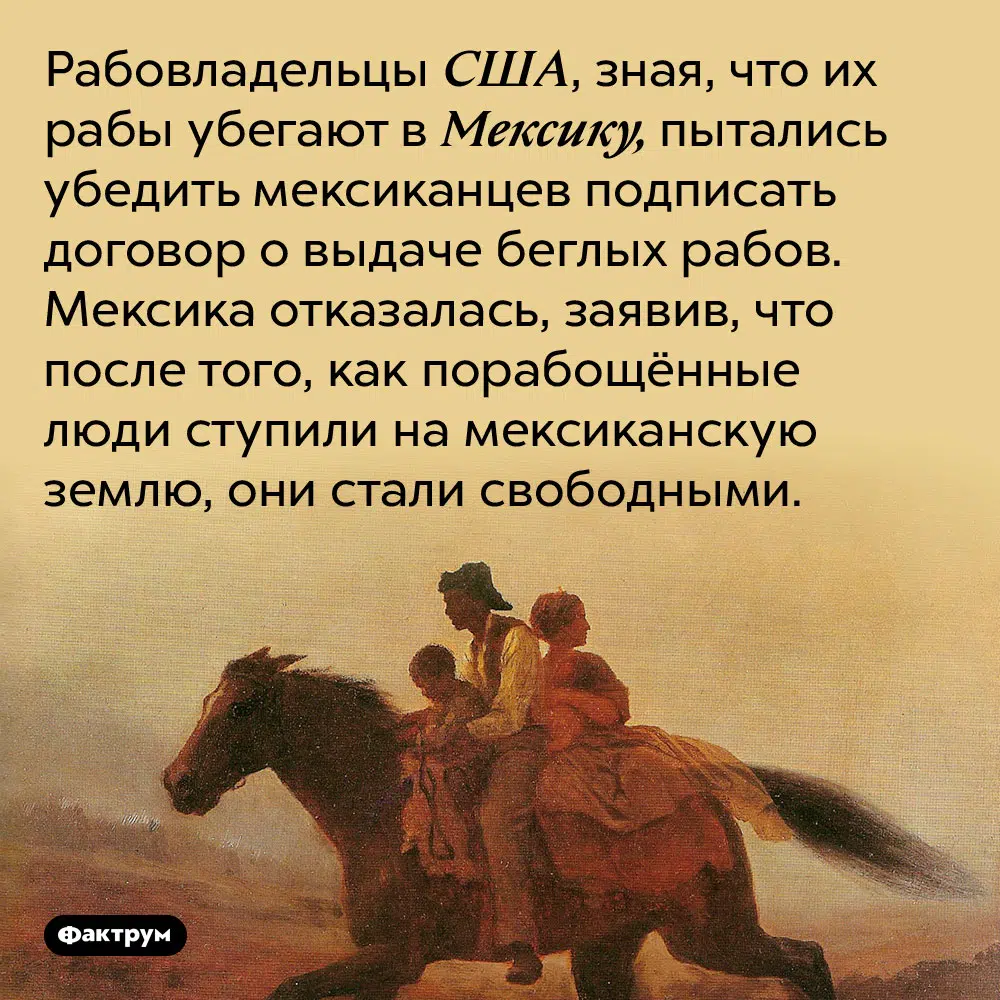 Рабовладельцы США, зная, что их
рабы убегают в Мексику, пытались
убедить мексиканцев подписать
договор о выдаче беглых рабов.
Мексика отказалась, заявив, что
после того, как порабощённые
люди ступили на мексиканскую
землю, они стали свободными.
Фактрум